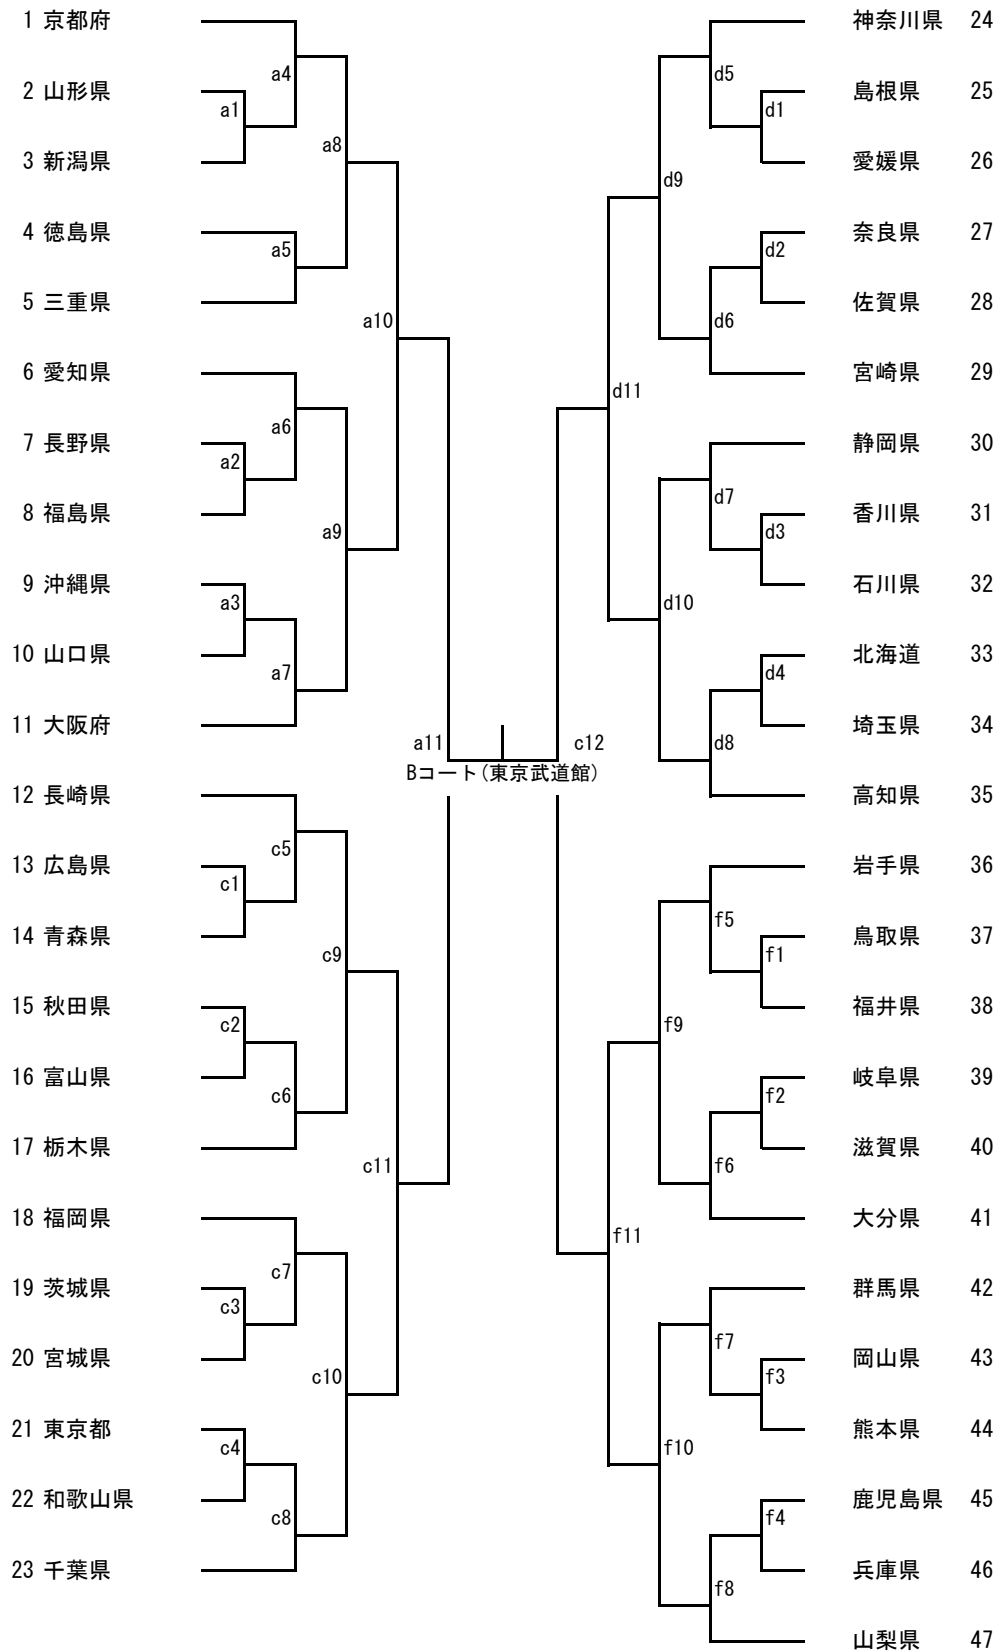 1 京都府
a4
2 山形県
a1
3 新潟県
a8
4 徳島県
a5
5 三重県
a10
6 愛知県
a6
7 長野県
a2
8 福島県
a9
9 沖縄県
a3
10 山口県
a7
11 大阪府
a11
12 長崎県
c5
13 広島県
c1
14 青森県
c9
15 秋田県
c2
16 富山県
c6
17 栃木県
c11
18 福岡県
c7
19 茨城県
c3
20 宮城県
c10
21 東京都
c4
22 和歌山県
c8
23 千葉県
c12
Bコート(東京武道館)
神奈川県 24
d5
島根県 25
d1
愛媛県 26
d9
奈良県 27
d2
佐賀県 28
d6
宮崎県 29
d11
静岡県 30
d7
香川県 31
d3
石川県 32
d10
北海道 33
d4
埼玉県 34
d8
高知県 35
岩手県 36
f5
鳥取県 37
f1
福井県 38
f9
岐阜県 39
f2
滋賀県 40
f6
大分県 41
f11
群馬県 42
f7
岡山県 43
f3
熊本県 44
f10
鹿児島県 45
f4
兵庫県 46
f8
山梨県 47